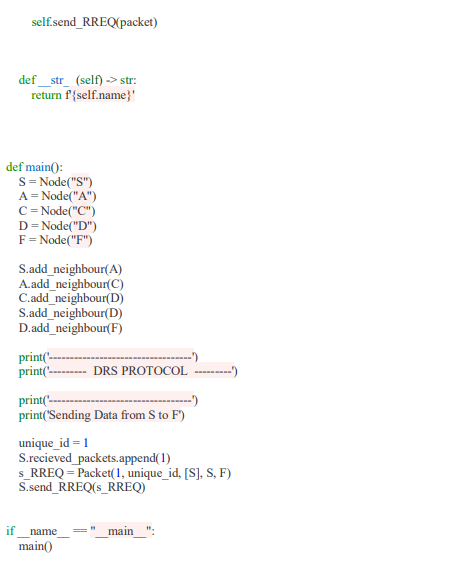 self.send_RREQ(packet)
def __str_ (self) -> str:
return f'{self.name}'
def main():
S = Node("S")
A = Node("A")
C = Node("C")
D = Node("D")
F = Node("F")
S.add_neighbour(A)
A.add_neighbour(C)
C.add_neighbour(D)
S.add_neighbour(D)
D.add_neighbour(F)
print('----------------------------------')
print('--------- DRS PROTOCOL ---------')
print('----------------------------------')
print('Sending Data from S to F')
unique_id = 1
S.recieved_packets.append(1)
s_RREQ = Packet(1, unique_id, [S], S, F)
S.send_RREQ(s_RREQ)
if __name__ == "__main__":
main()